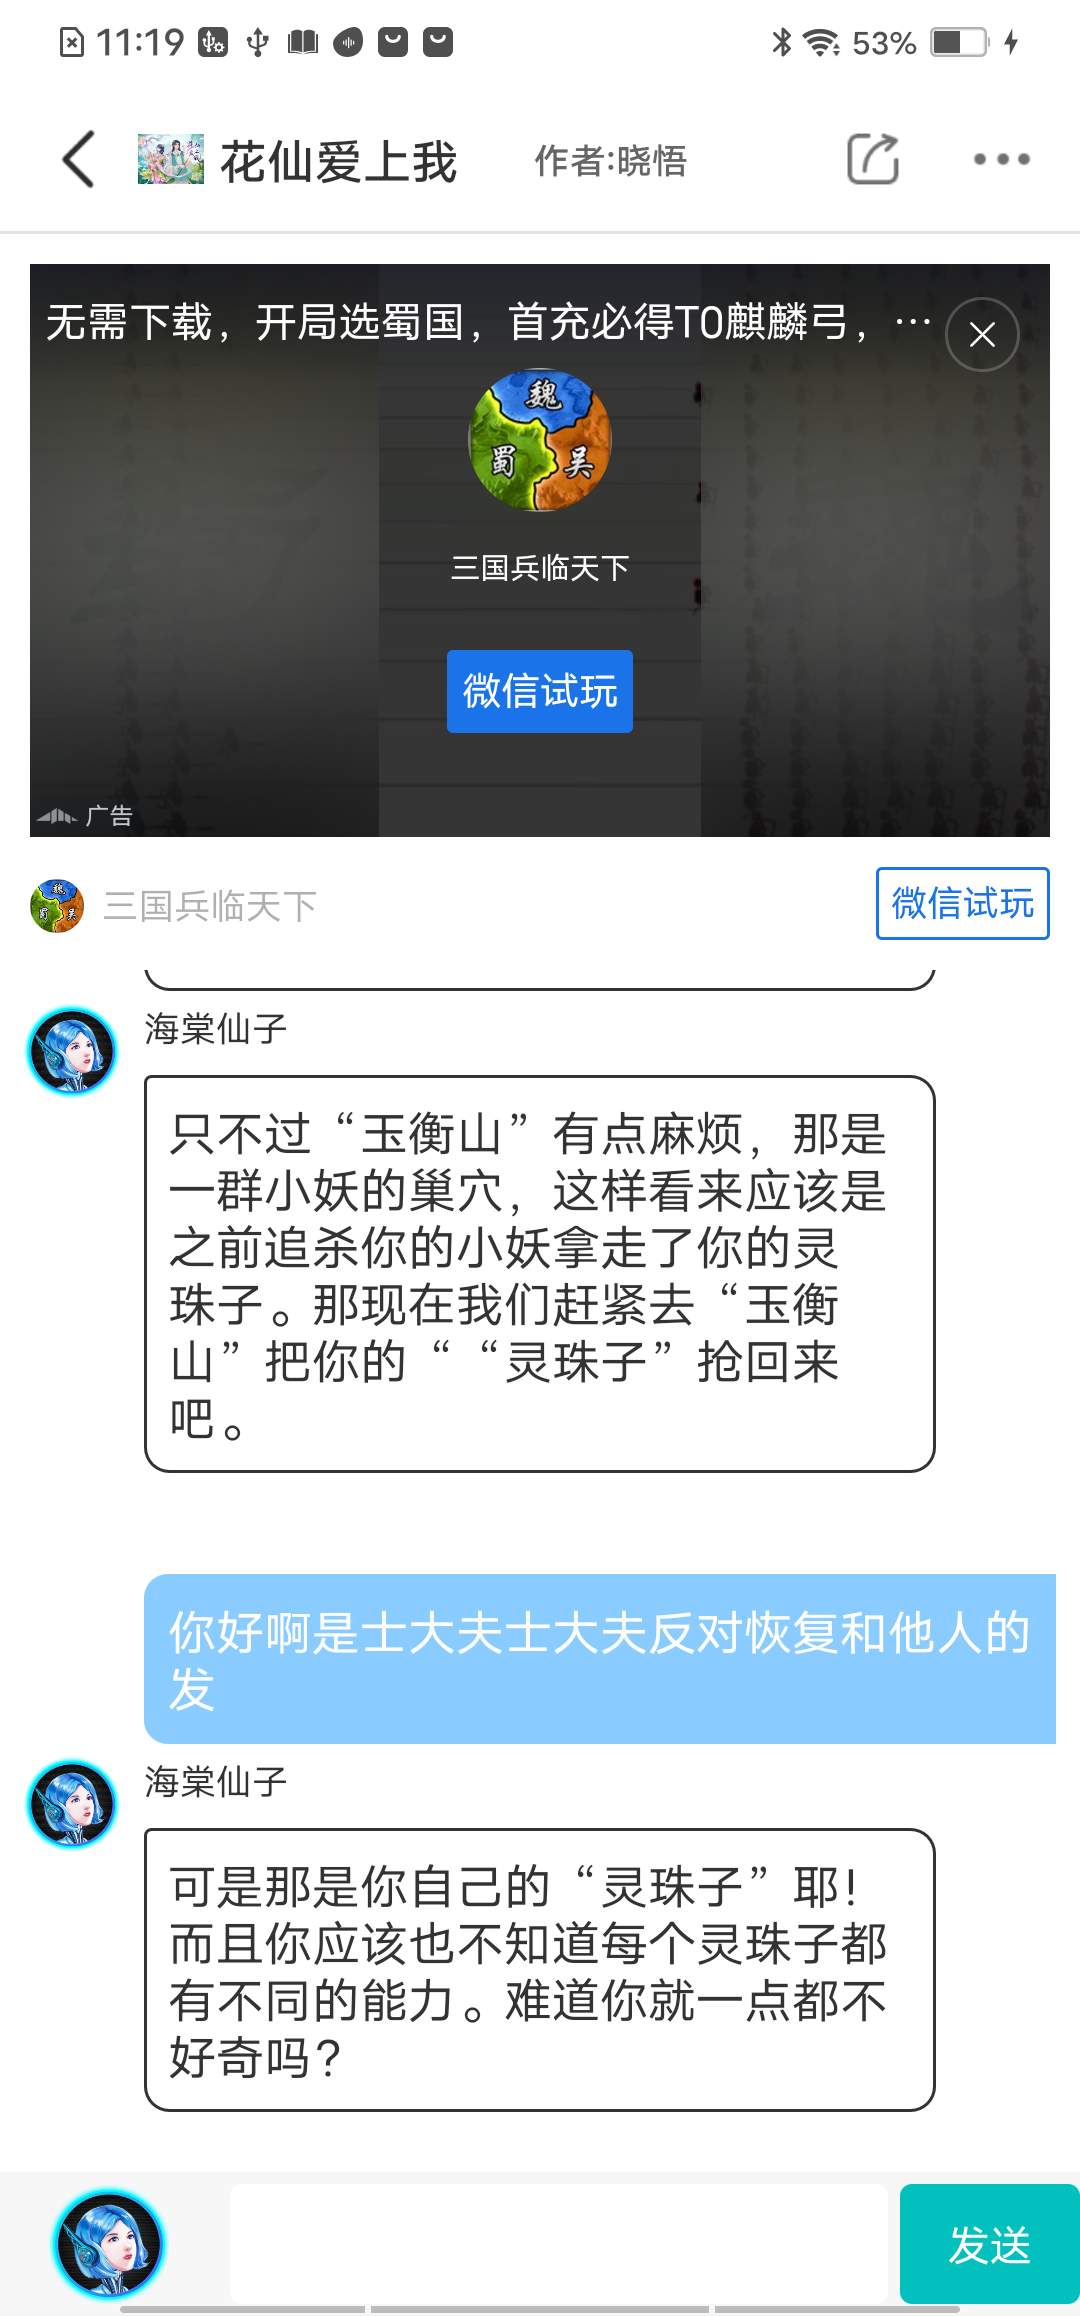 11:19
53%
花仙爱上我
作者:晓悟
无需下载，开局选蜀国，首充必得T0麒麟弓，…
魏
蜀
吴
三国兵临天下
微信试玩
广告
魏
蜀
吴
三国兵临天下
微信试玩
海棠仙子
只不过“玉衡山”有点麻烦，那是
一群小妖的巢穴，这样看来应该是
之前追杀你的小妖拿走了你的灵
珠子。那现在我们赶紧去“玉衡
山”把你的““灵珠子”抢回来
吧。
你好啊是士大夫士大夫反对恢复和他人的
发
海棠仙子
可是那是你自己的“灵珠子”耶！
而且你应该也不知道每个灵珠子都
有不同的能力。难道你就一点都不
好奇吗？
发送